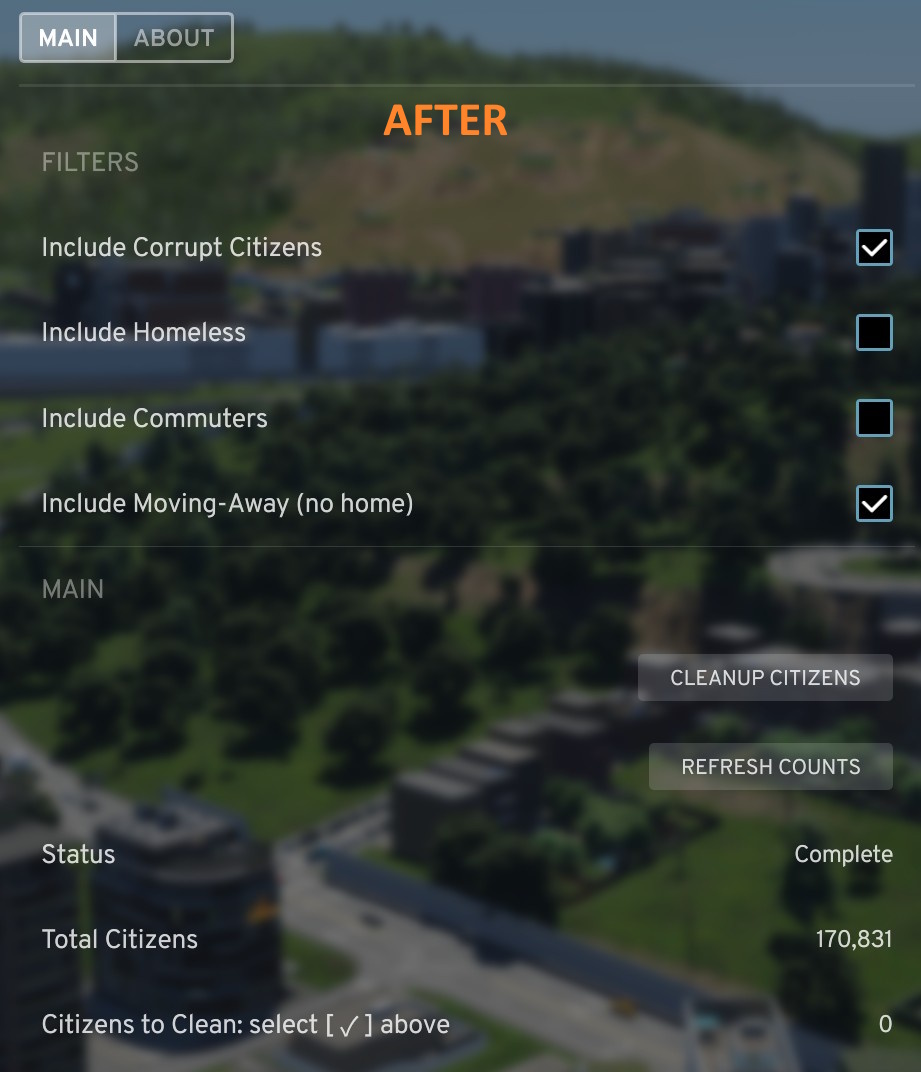 MAIN ABOUT
AFTER
FILTERS
Include Corrupt Citizens
Include Homeless
Include Commuters
Include Moving-Away (no home)
MAIN
CLEANUP CITIZENS
REFRESH COUNTS
Status Complete
Total Citizens 170,831
Citizens to Clean: select [ ✓ ] above 0